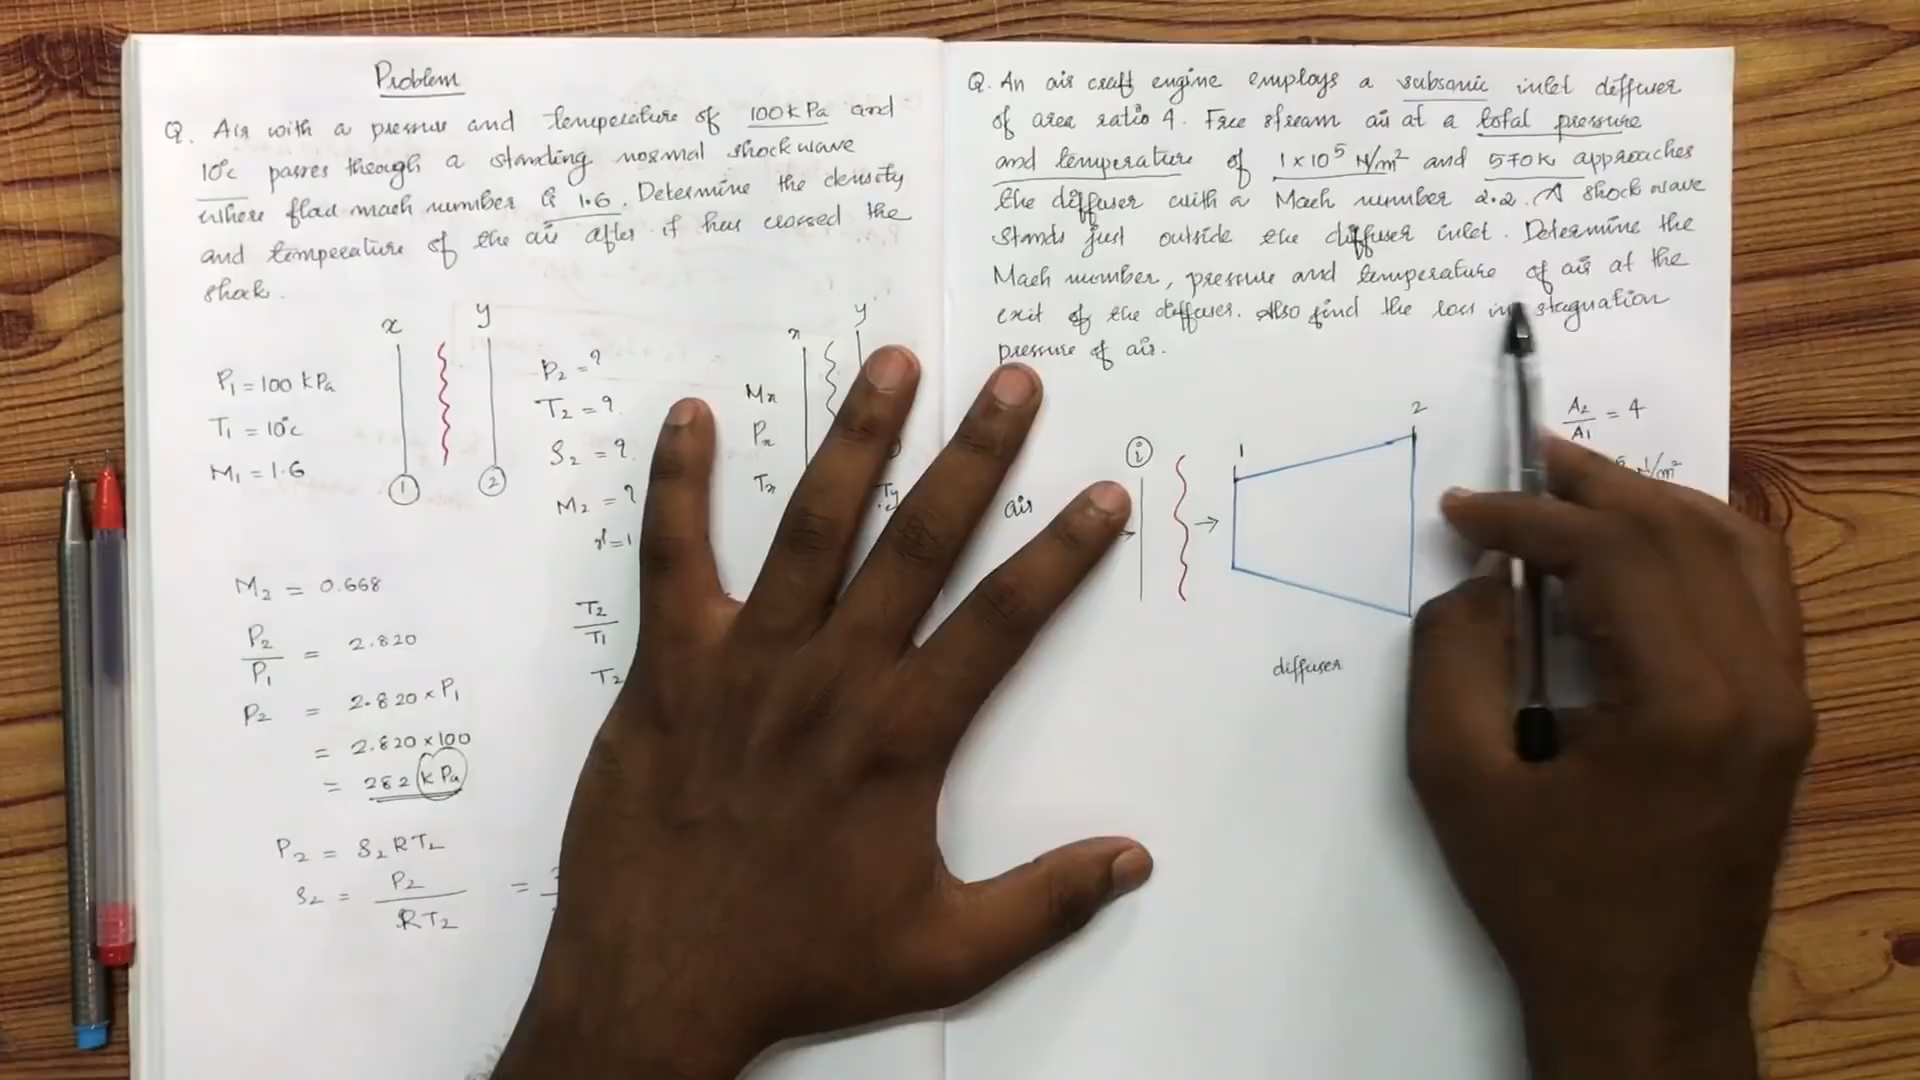 Problem
Q. Air with a pressure and temperature of 100 kPa and
10°c passes through a standing normal shock wave
where flad mach number is 1.6. Determine the density
and temperature of the air after it has crossed the
shock.
x
y
P₁ = 100 kPa
T₁ = 10°c
M₁ = 1.6
1
2
P₂ = ?
T₂ = ?
S₂ = ?
M₂ = ?
x
y
Mx
Px
Tx
Ty
M₂ = 0.668
P₂/P₁ = 2.820
P₂ = 2.820 × P₁
= 2.820 × 100
= 282 kPa
T₂/T₁
T₂
P₂ = S₂ R T₂
S₂ = P₂/RT₂ =
Q. An air craft engine employs a subsonic inlet diffuser
of area ratio 4. Free stream air at a total pressure
and temperature of 1 × 10⁵ N/m² and 570K approaches
the diffuser with a Mach number 2.2. A shock wave
stands just outside the diffuser inlet. Determine the
Mach number, pressure and temperature of air at the
exit of the diffuser. Also find the loss in stagnation
pressure of air.
A₂/A₁ = 4
N/m²
i
1
2
air
diffuser